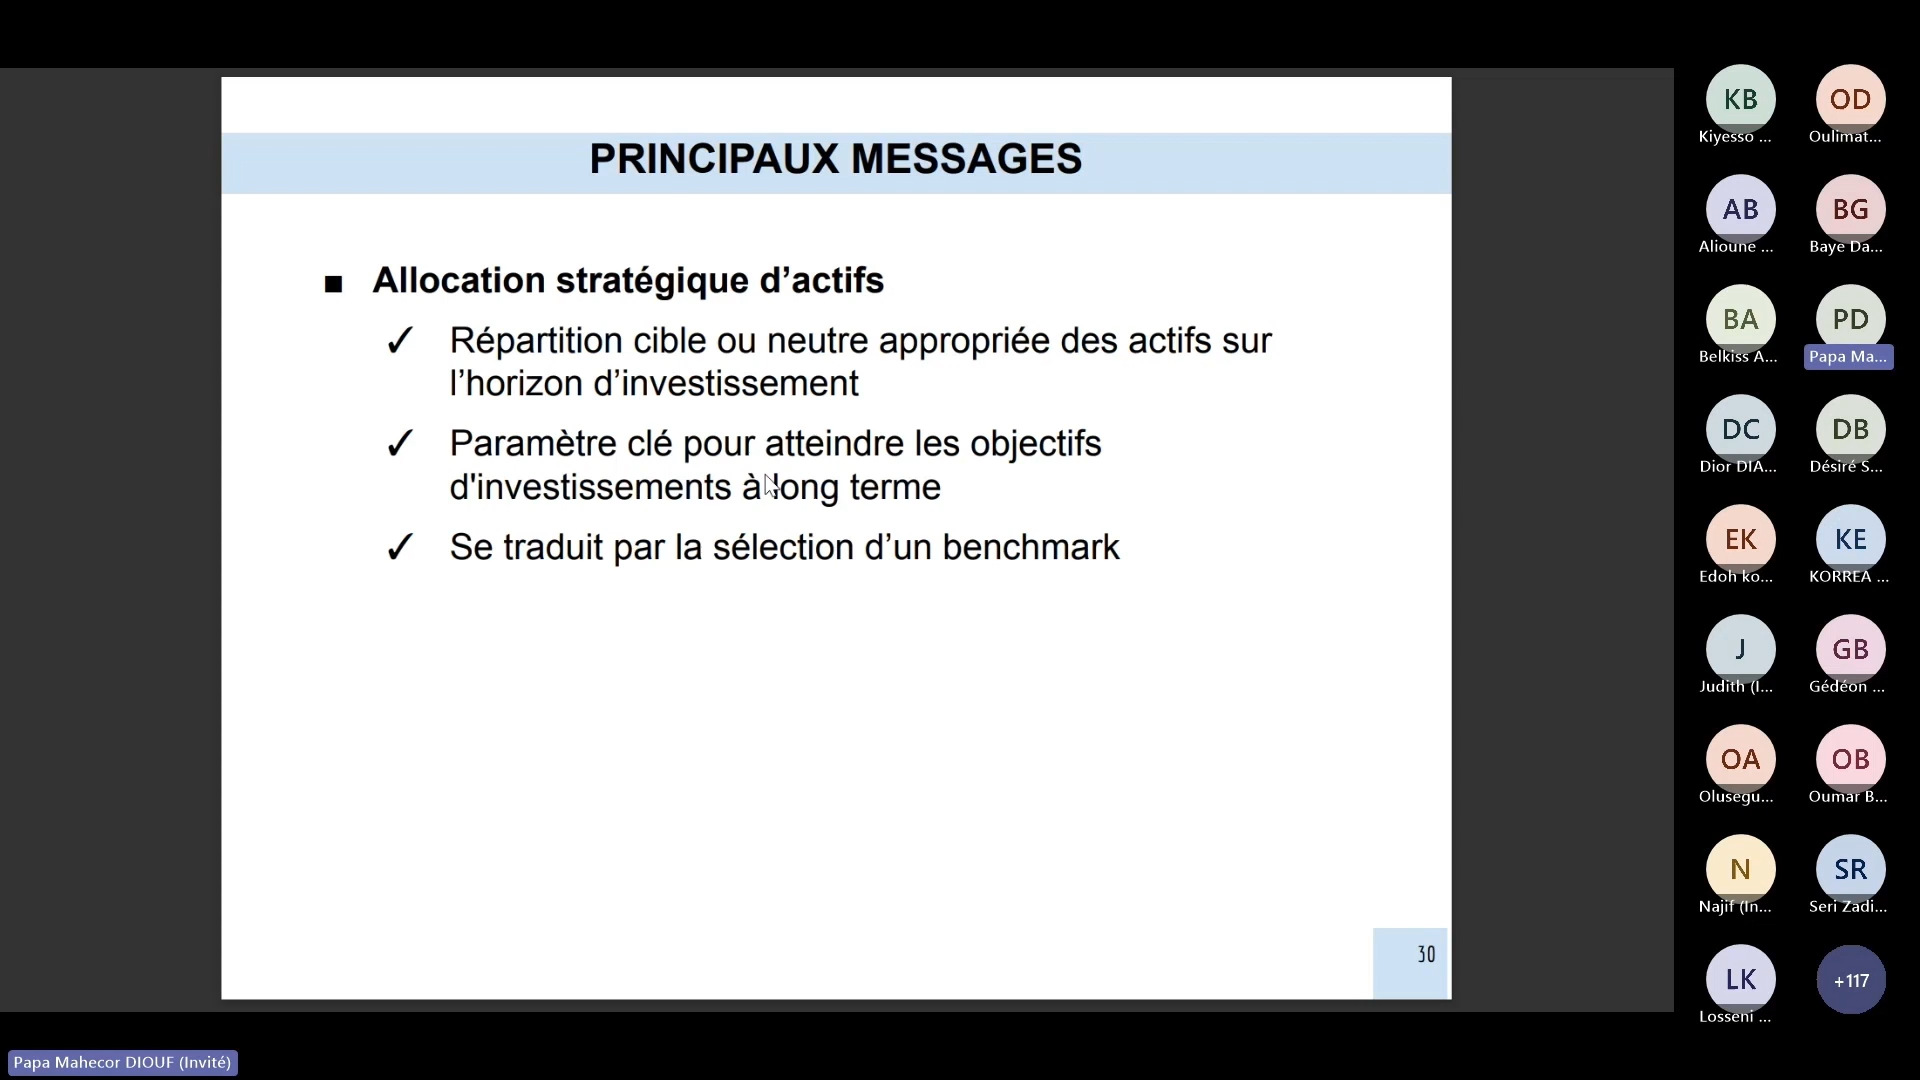 PRINCIPAUX MESSAGES
■ Allocation stratégique d’actifs
✓ Répartition cible ou neutre appropriée des actifs sur
l’horizon d’investissement
✓ Paramètre clé pour atteindre les objectifs
d'investissements à long terme
✓ Se traduit par la sélection d’un benchmark
30
KB OD
Kiyesso ... Oulimat...
AB BG
Alioune ... Baye Da...
BA PD
Belkiss A... Papa Ma...
DC DB
Dior DIA... Désiré S...
EK KE
Edoh ko... KORREA ...
J GB
Judith (I... Gédéon ...
OA OB
Olusegu... Oumar B...
N SR
Najif (In... Seri Zadi...
LK +117
Losseni ...
Papa Mahecor DIOUF (Invité)